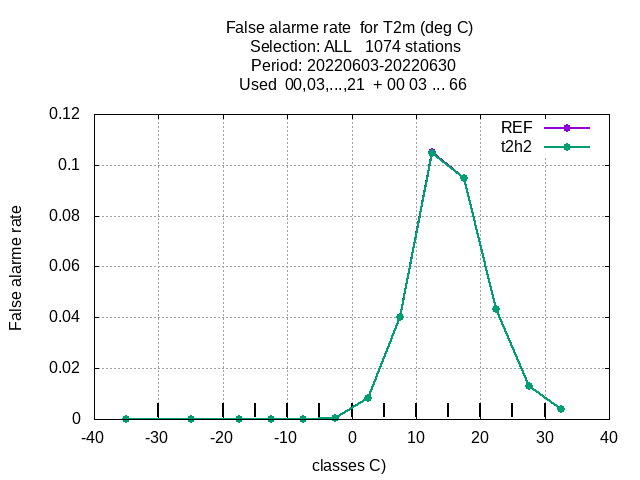 False alarme rate  for T2m (deg C)
Selection: ALL   1074 stations
Period: 20220603-20220630
Used  00,03,...,21  + 00 03 ... 66
REF
t2h2
False alarme rate
0.12
0.1
0.08
0.06
0.04
0.02
0
-40 -30 -20 -10 0 10 20 30 40
classes C)